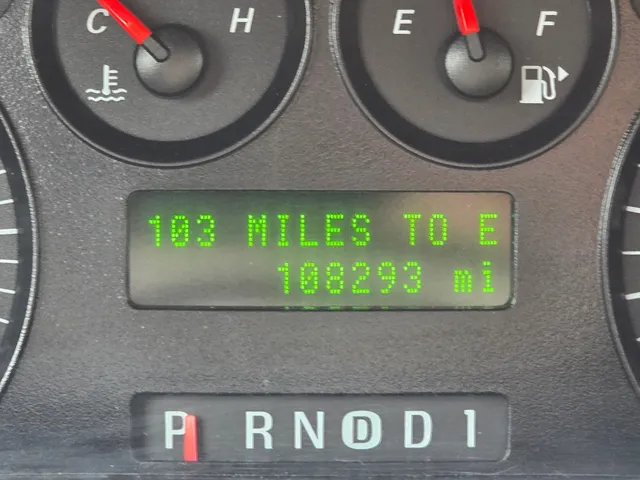 C H E F
103 MILES TO E
108293 mi
P R N D D 1